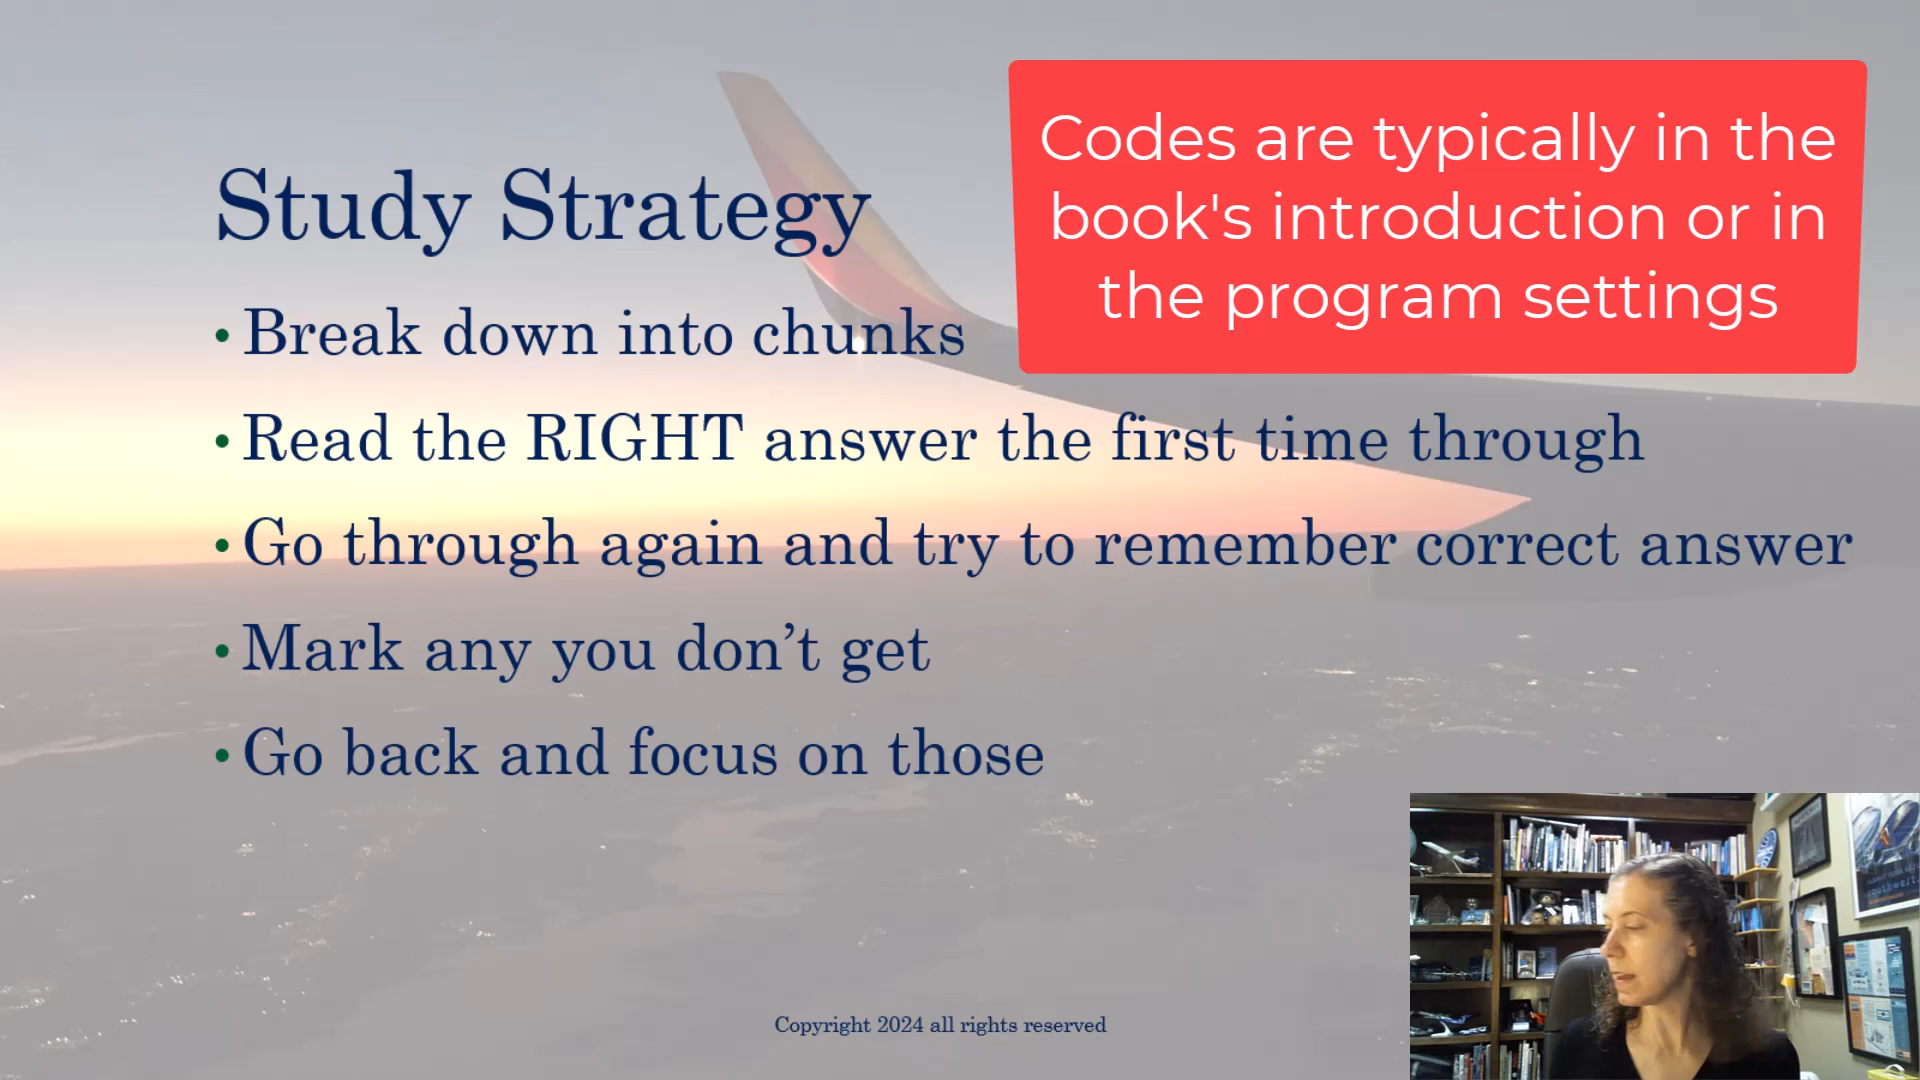 Study Strategy
Codes are typically in the
book's introduction or in
the program settings
• Break down into chunks
• Read the RIGHT answer the first time through
• Go through again and try to remember correct answer
• Mark any you don’t get
• Go back and focus on those
Copyright 2024 all rights reserved